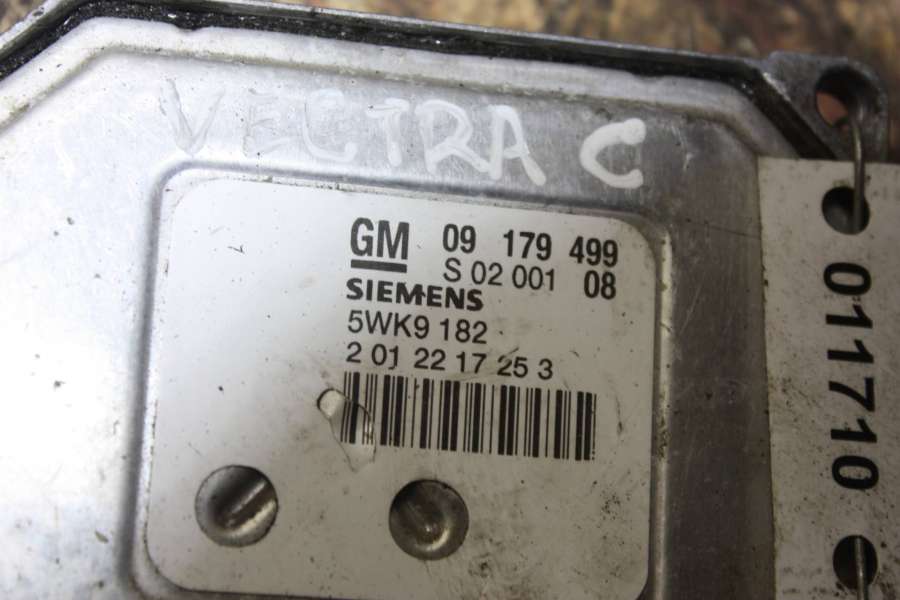 VECTRA C
GM 09 179 499
S 02 001 08
SIEMENS
5WK9 182
2 01 22 17 25 3
011710